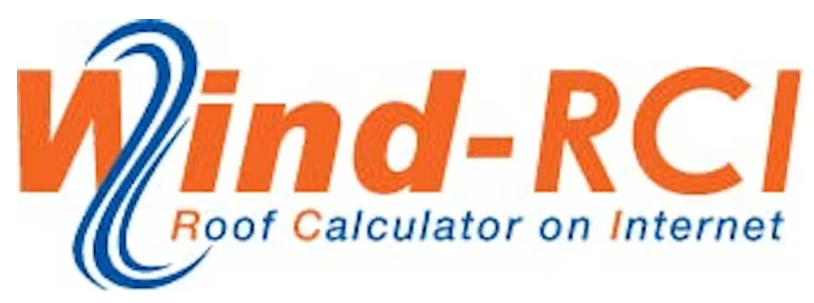 Wind-RCI
Roof Calculator on Internet